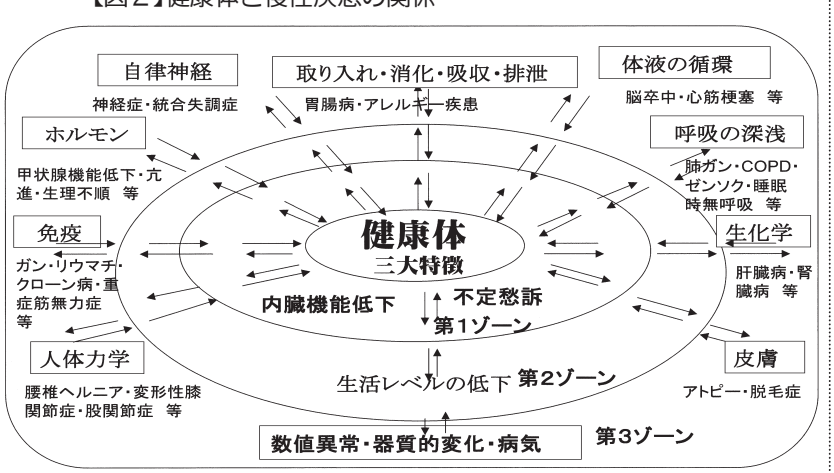 【図2】健康体と慢性疾患の関係
自律神経
神経症・統合失調症
取り入れ・消化・吸収・排泄
胃腸病・アレルギー疾患
体液の循環
脳卒中・心筋梗塞 等
ホルモン
甲状腺機能低下・亢
進・生理不順 等
呼吸の深浅
肺ガン・COPD・
ゼンソク・睡眠
時無呼吸 等
免疫
ガン・リウマチ・
クローン病・重
症筋無力症
等
健康体
三大特徴
生化学
肝臓病・腎
臓病 等
内臓機能低下
不定愁訴
第1ゾーン
人体力学
腰椎ヘルニア・変形性膝
関節症・股関節症 等
生活レベルの低下
第2ゾーン
皮膚
アトピー・脱毛症
数値異常・器質的変化・病気
第3ゾーン